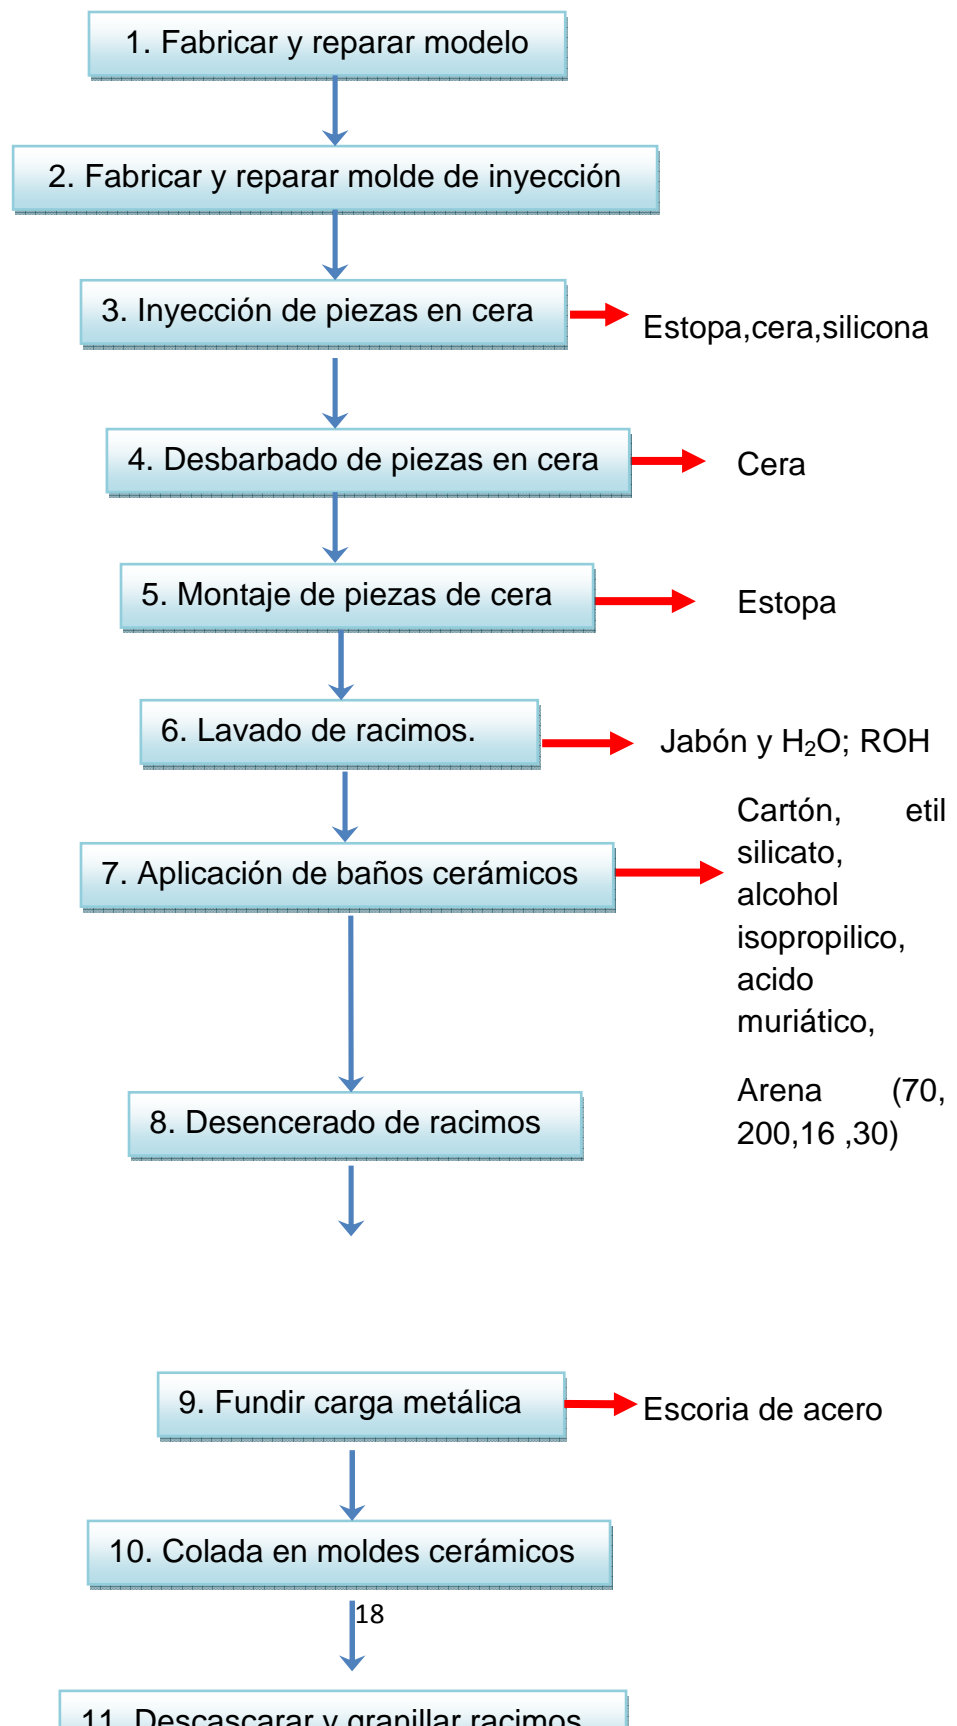 1. Fabricar y reparar modelo
2. Fabricar y reparar molde de inyección
3. Inyección de piezas en cera
Estopa,cera,silicona
4. Desbarbado de piezas en cera
Cera
5. Montaje de piezas de cera
Estopa
6. Lavado de racimos.
Jabón y H₂O; ROH
7. Aplicación de baños cerámicos
Cartón, etil
silicato,
alcohol
isopropilico,
acido
muriático,
Arena (70,
200,16 ,30)
8. Desencerado de racimos
9. Fundir carga metálica
Escoria de acero
10. Colada en moldes cerámicos
18
11. Descascarar y granillar racimos